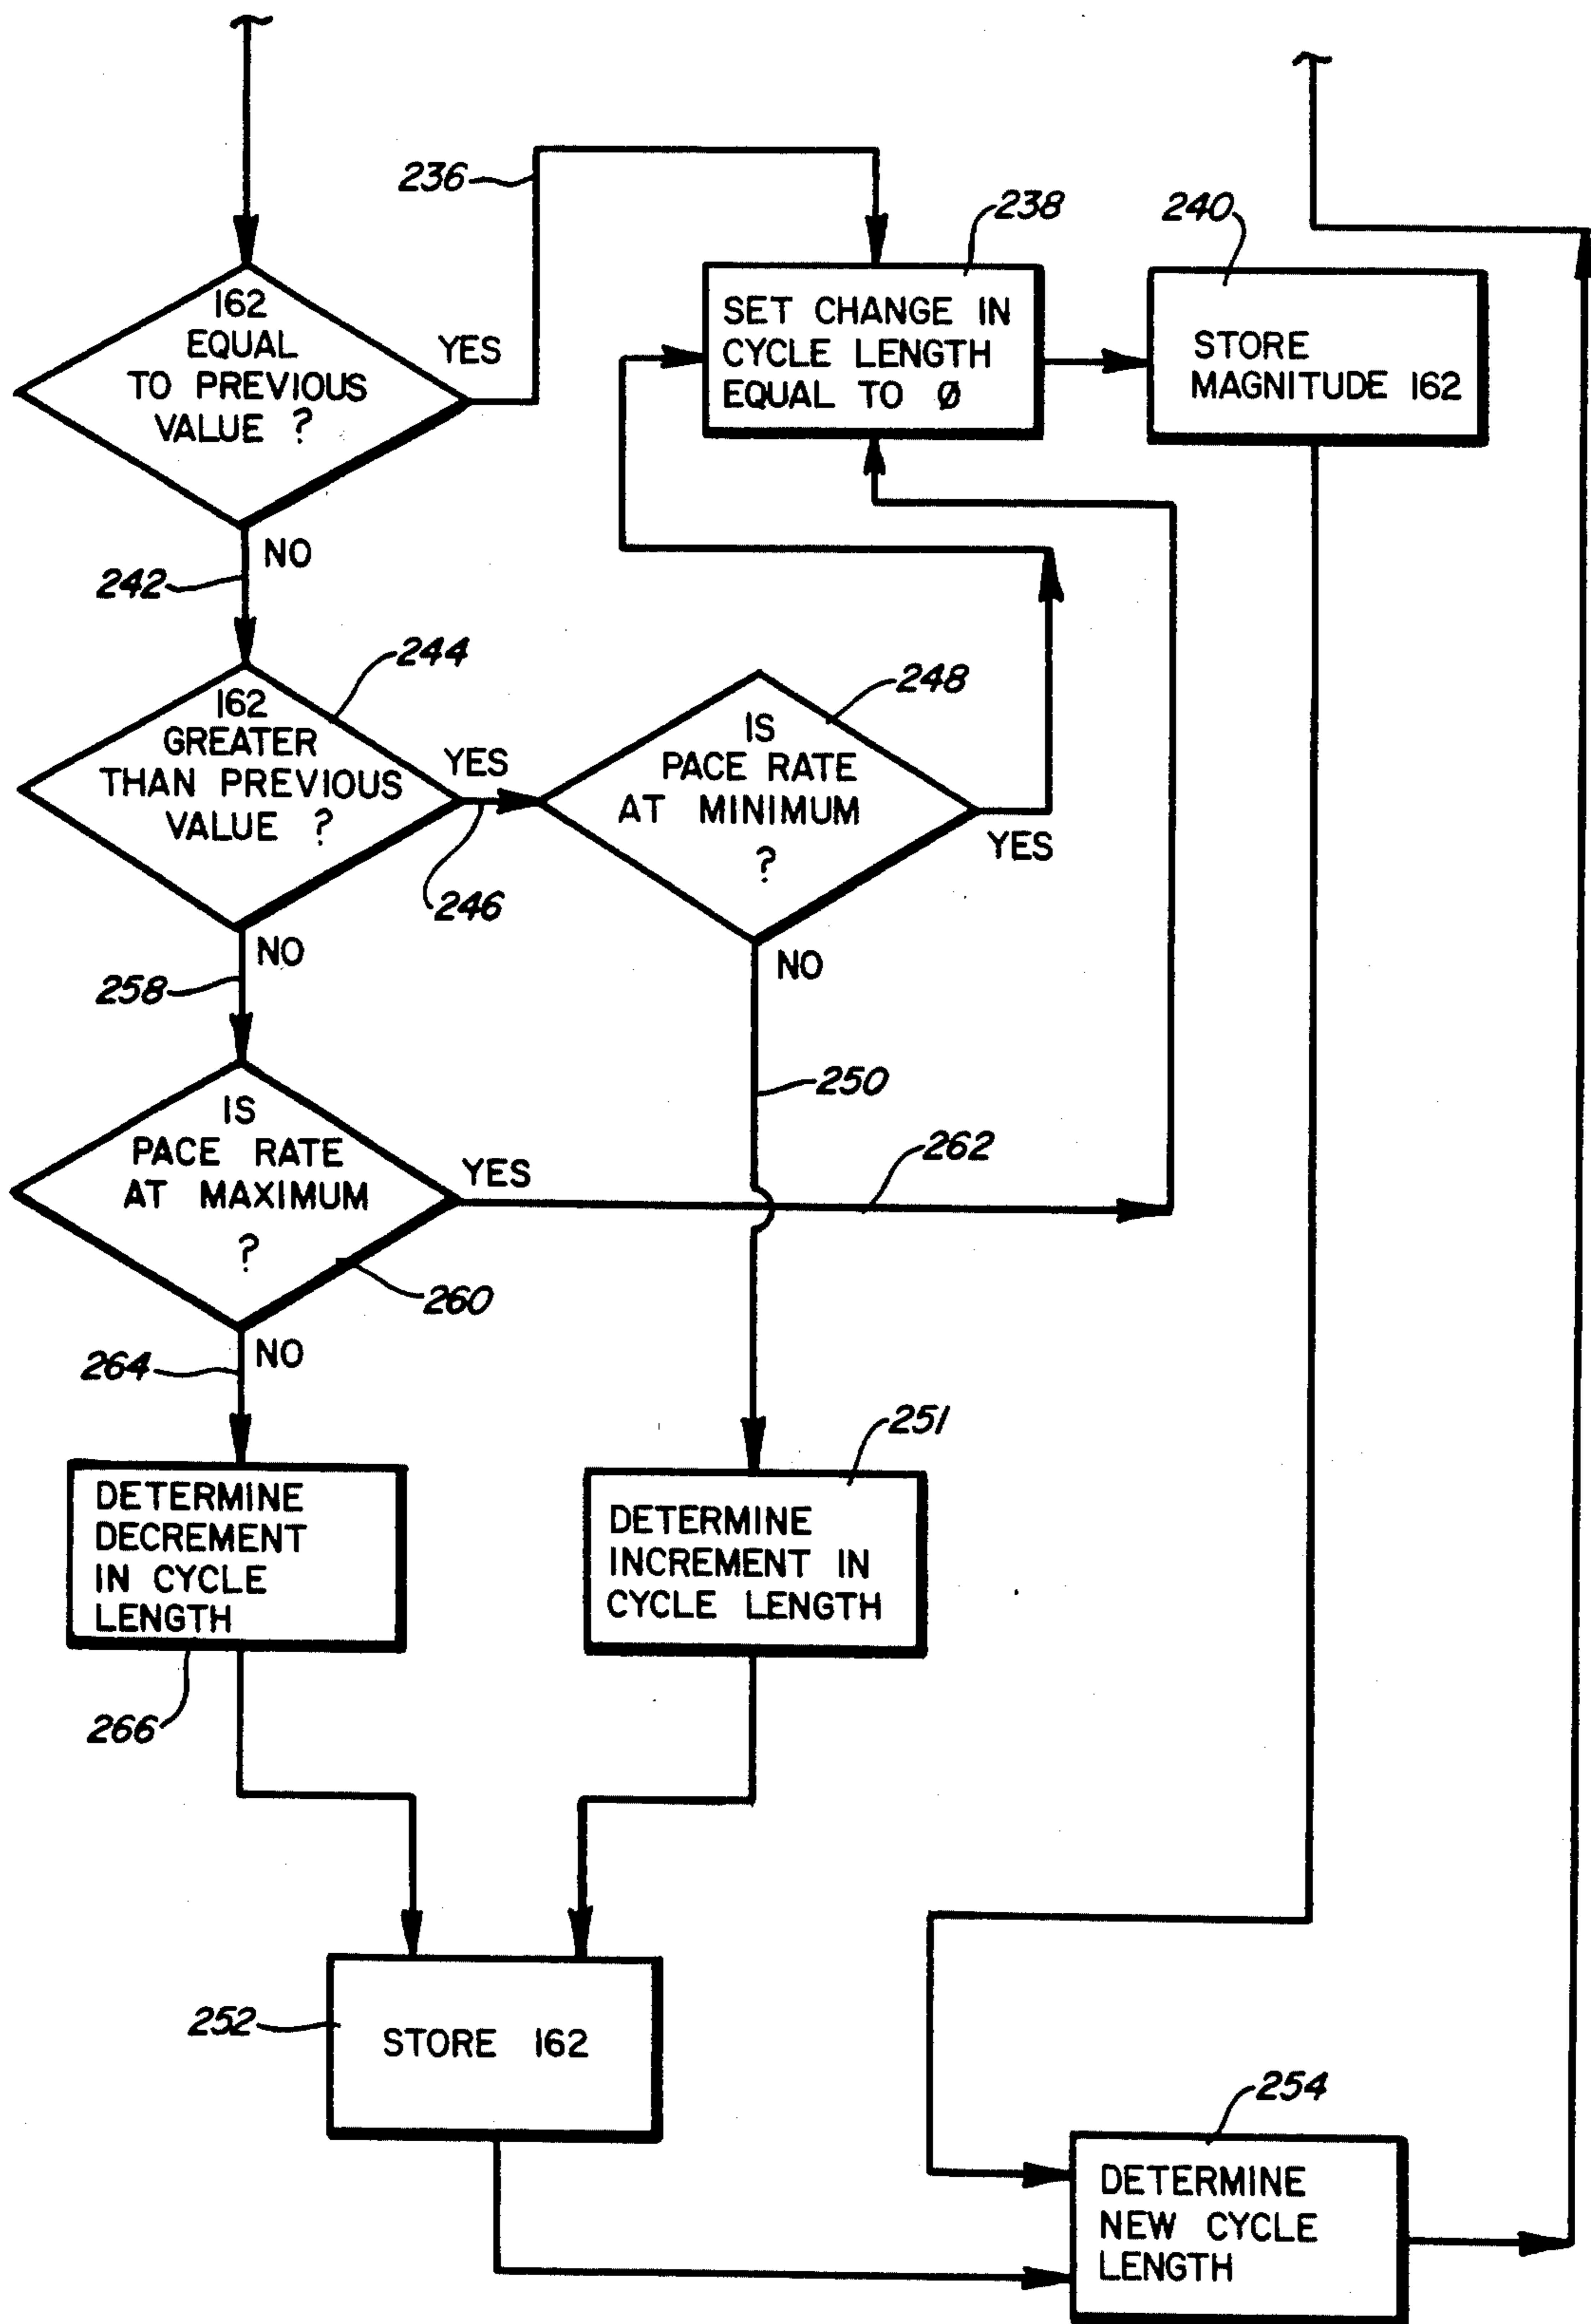 236
238
240
162
EQUAL
TO PREVIOUS
VALUE ?
YES
SET CHANGE IN
CYCLE LENGTH
EQUAL TO Ø
STORE
MAGNITUDE 162
NO
242
244
162
GREATER
THAN PREVIOUS
VALUE ?
YES
246
248
IS
PACE RATE
AT MINIMUM
?
YES
NO
258
NO
250
IS
PACE RATE
AT MAXIMUM
?
YES
262
260
NO
264
251
DETERMINE
DECREMENT
IN CYCLE
LENGTH
DETERMINE
INCREMENT IN
CYCLE LENGTH
266
252
STORE 162
254
DETERMINE
NEW CYCLE
LENGTH